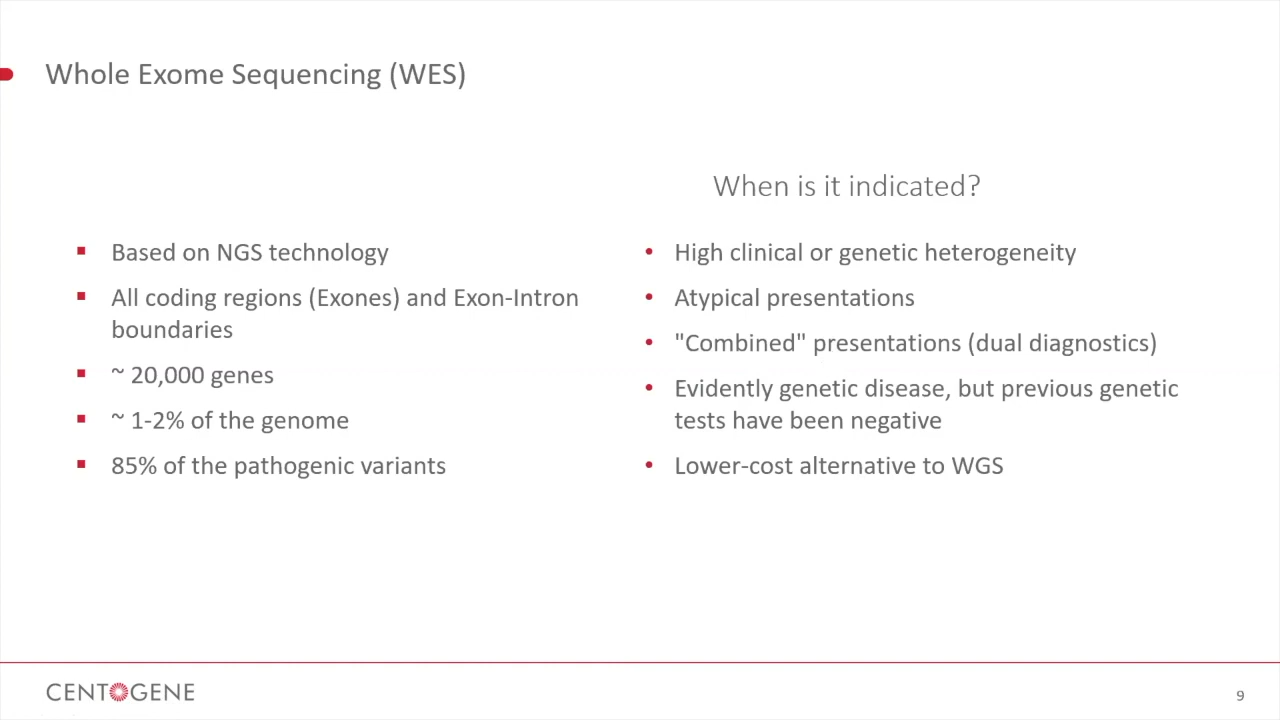 Whole Exome Sequencing (WES)
When is it indicated?
Based on NGS technology
All coding regions (Exones) and Exon-Intron
boundaries
~ 20,000 genes
~ 1-2% of the genome
85% of the pathogenic variants
High clinical or genetic heterogeneity
Atypical presentations
"Combined" presentations (dual diagnostics)
Evidently genetic disease, but previous genetic
tests have been negative
Lower-cost alternative to WGS
CENTOGENE
9